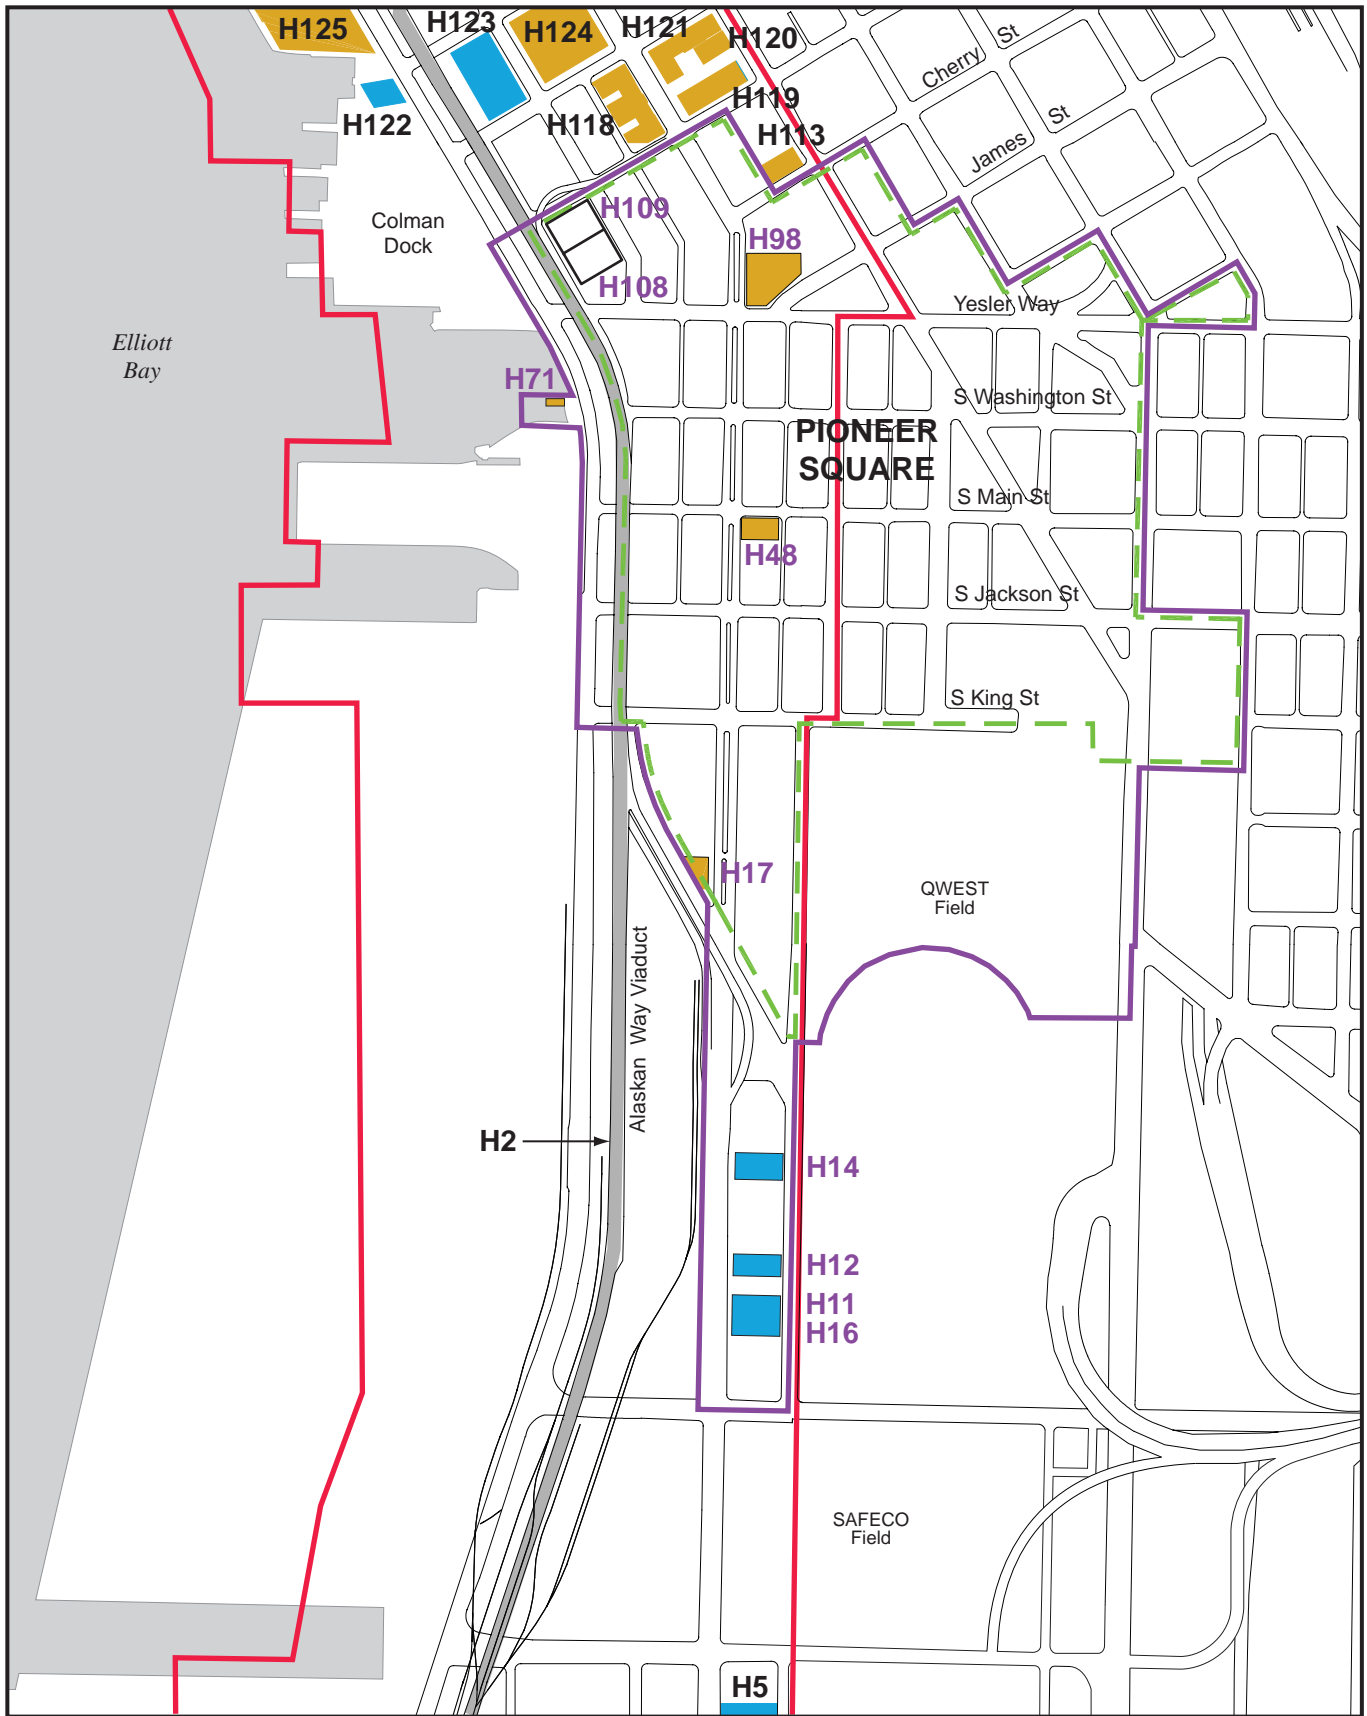 H125
H123
H124
H121
H120
H122
H118
H119
H113
Cherry St
James St
Colman
Dock
H109
H98
H108
Yesler Way
Elliott
Bay
H71
S Washington St
PIONEER
SQUARE
S Main St
H48
S Jackson St
S King St
H17
QWEST
Field
Alaskan Way Viaduct
H2
H14
H12
H11
H16
SAFECO
Field
H5